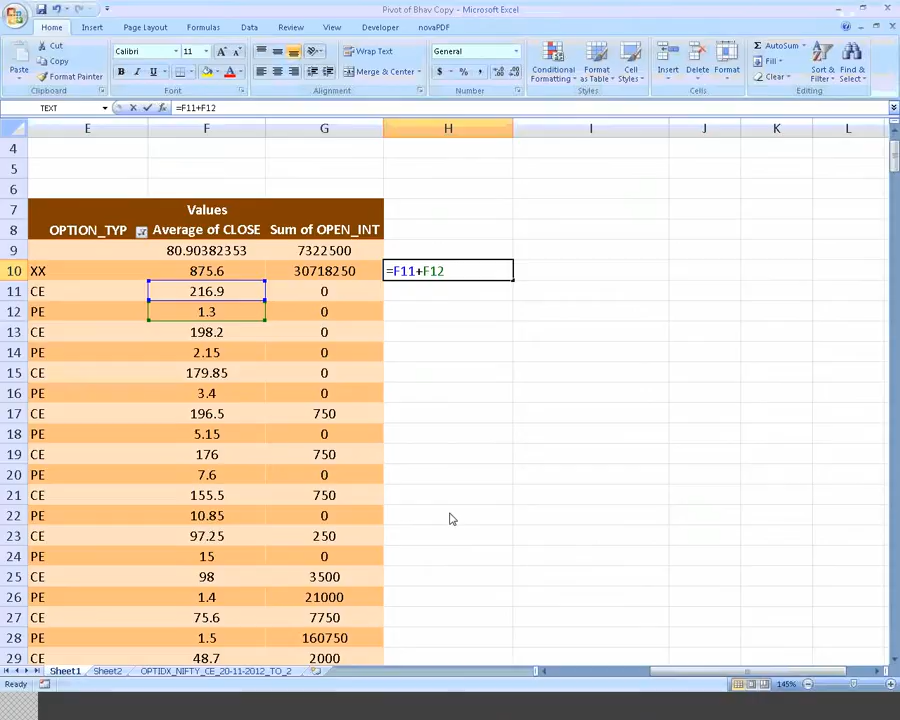 Pivot of Bhav Copy - Microsoft Excel
Home Insert Page Layout Formulas Data Review View Developer novaPDF
Paste Cut Copy Format Painter
Calibri 11 A A B I U A
Wrap Text Merge & Center
General $ % ,
Conditional Formatting Format as Table Cell Styles
Insert Delete Format
Σ AutoSum Fill Clear Sort & Filter Find & Select
Clipboard Font Alignment Number Styles Cells Editing
TEXT fx =F11+F12
E F G H I J K L
4
5
6
7 Values
8 OPTION_TYP Average of CLOSE Sum of OPEN_INT
9 80.90382353 7322500
10 XX 875.6 30718250 =F11+F12
11 CE 216.9 0
12 PE 1.3 0
13 CE 198.2 0
14 PE 2.15 0
15 CE 179.85 0
16 PE 3.4 0
17 CE 196.5 750
18 PE 5.15 0
19 CE 176 750
20 PE 7.6 0
21 CE 155.5 750
22 PE 10.85 0
23 CE 97.25 250
24 PE 15 0
25 CE 98 3500
26 PE 1.4 21000
27 CE 75.6 7750
28 PE 1.5 160750
29 CE 48.7 2000
Sheet1 Sheet2 OPTIDX_NIFTY_CE_20-11-2012_TO_2
Ready 145%